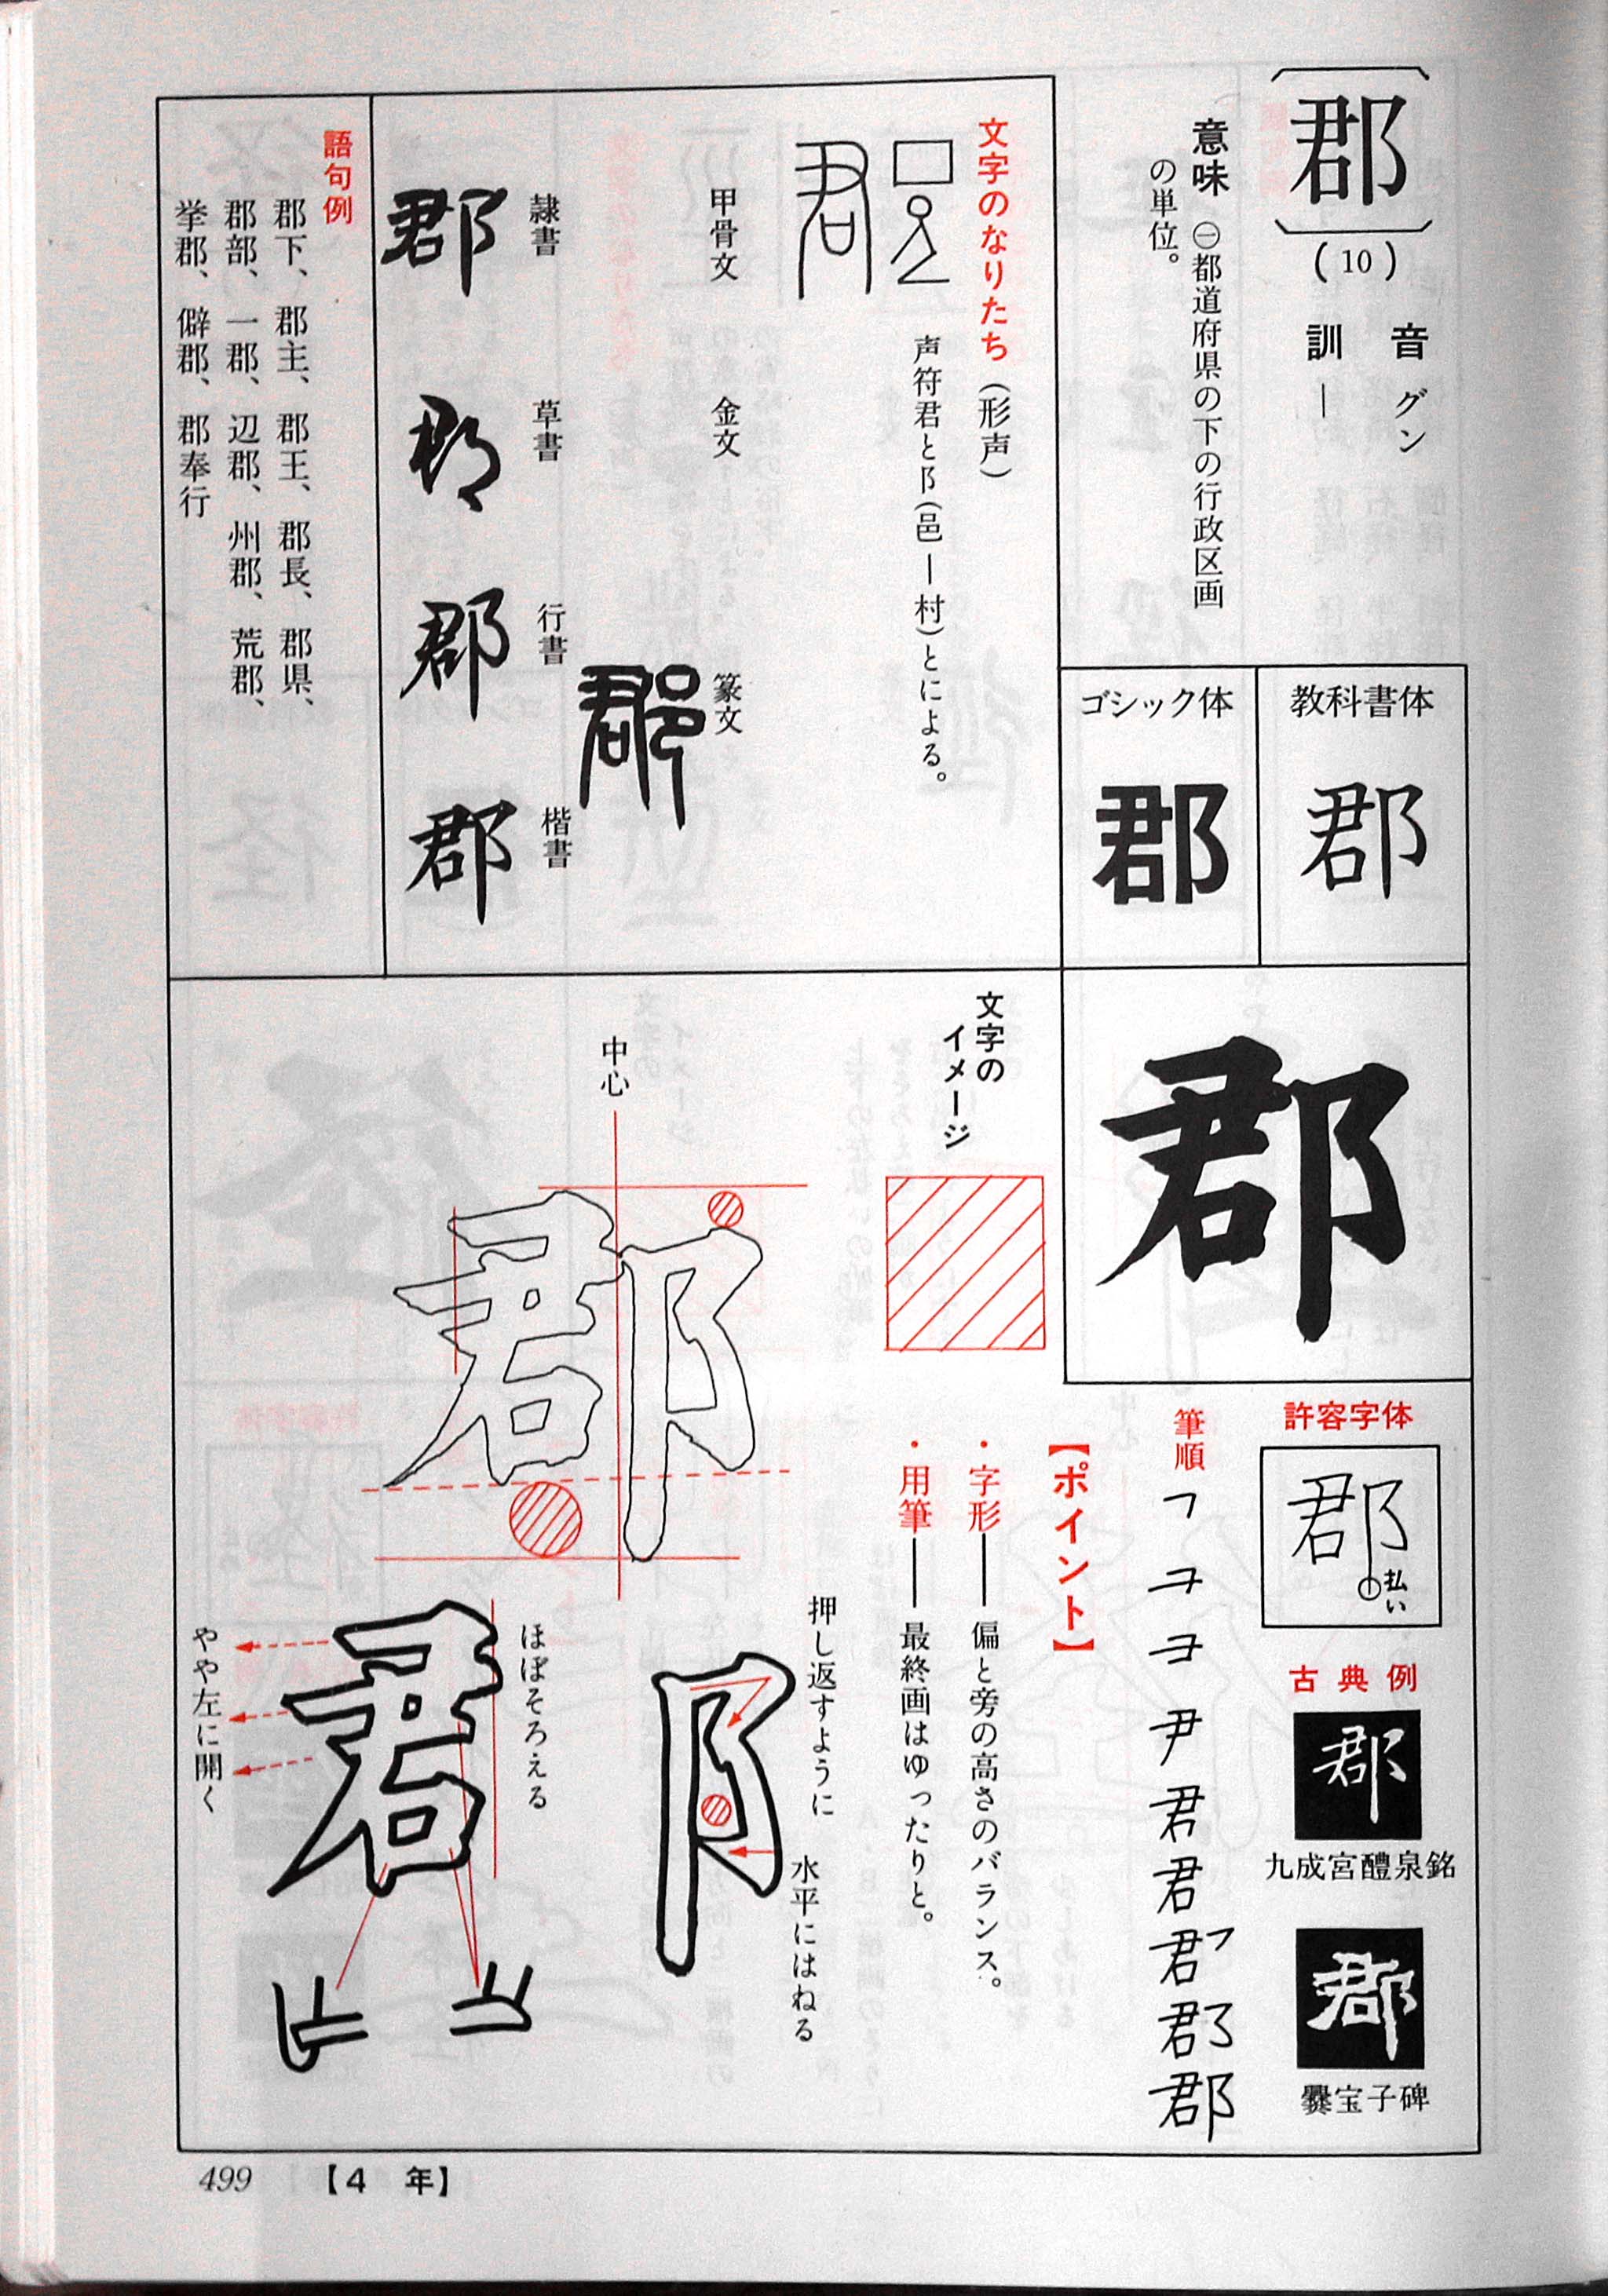 郡
(10)
音 グン
訓 —
意味 ㊀都道府県の下の行政区画
の単位。
教科書体
郡
ゴシック体
郡
文字のなりたち(形声)
声符君と阝(邑—村)とによる。
甲骨文
金文
篆文
隷書
郡
草書
郡
行書
郡
楷書
郡
語句例
郡下、郡主、郡王、郡長、郡県、
郡部、一郡、辺郡、州郡、荒郡、
挙郡、僻郡、郡奉行
郡
許容字体
郡
払い
古典例
郡
九成宮醴泉銘
郡
爨宝子碑
筆順
フ
ユ
ヨ
尹
君
君
郡
【ポイント】
・字形——偏と旁の高さのバランス。
・用筆——最終画はゆったりと。
文字の
イメージ
中心
郡
押し返すように
水平にはねる
阝
ほぼそろえる
君
やや左に開く
499
【4 年】